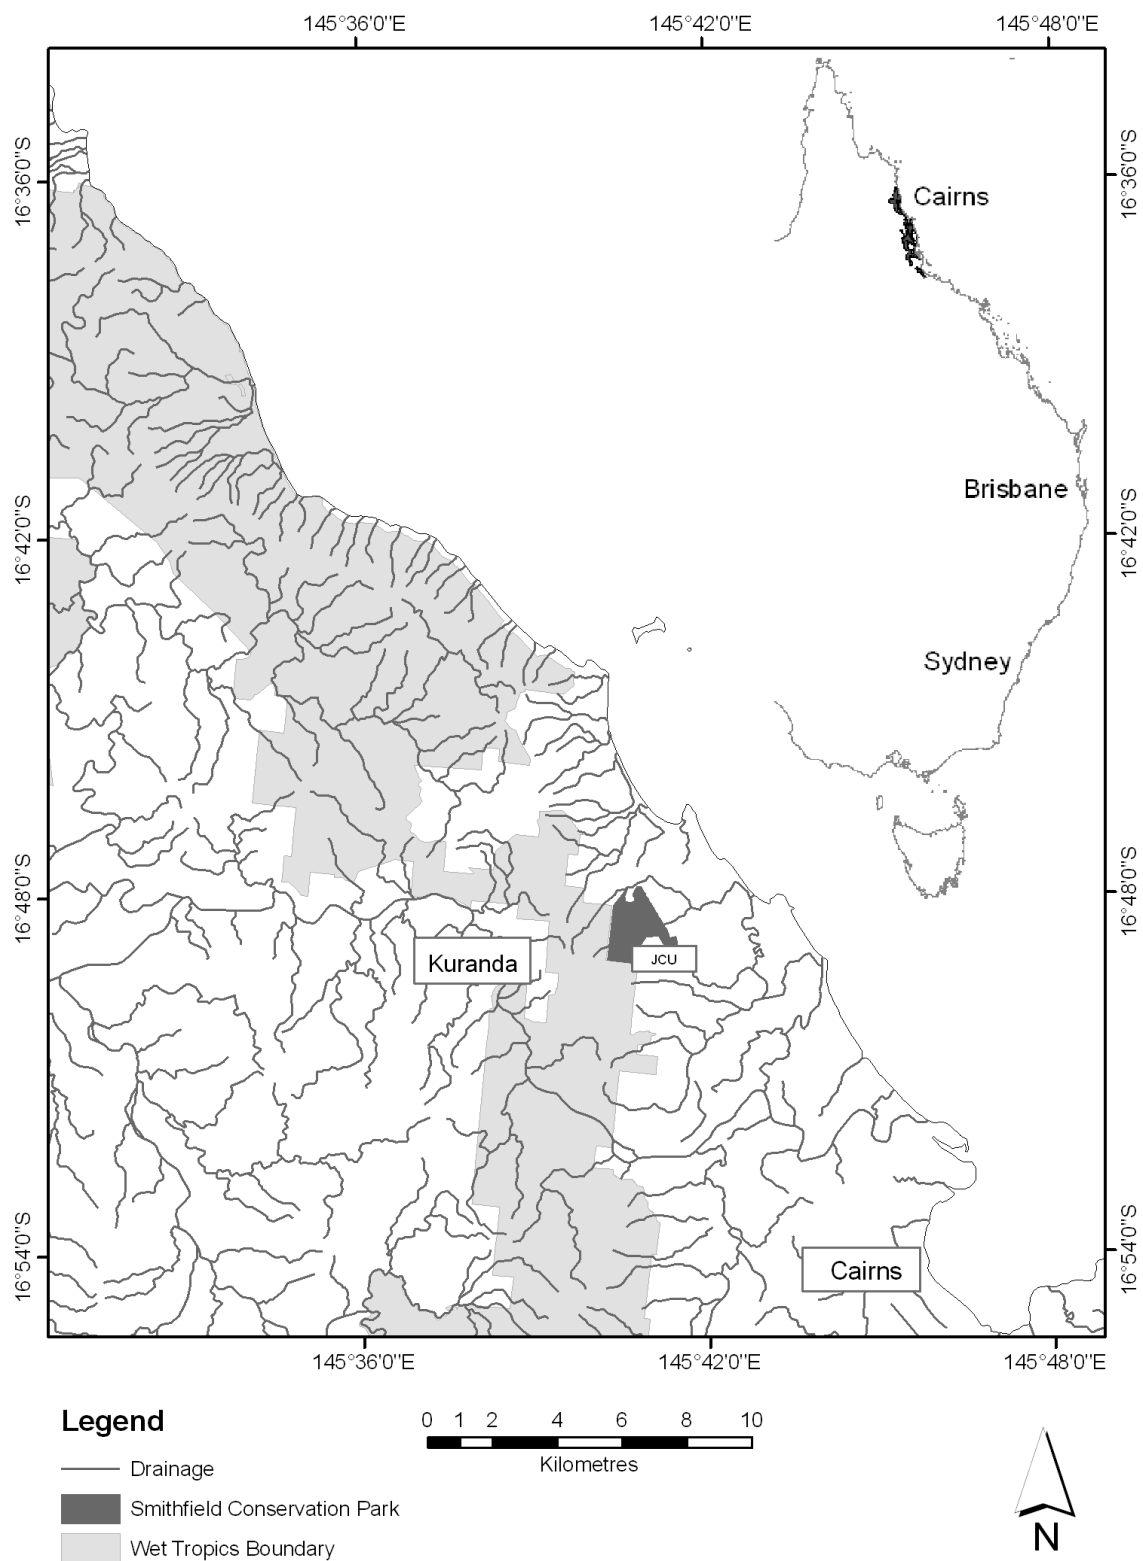 145°36'0"E 145°42'0"E 145°48'0"E
16°36'0"S
16°36'0"S
Cairns
Brisbane
16°42'0"S
16°42'0"S
Sydney
16°48'0"S
16°48'0"S
Kuranda
JCU
16°54'0"S
16°54'0"S
Cairns
145°36'0"E 145°42'0"E 145°48'0"E
Legend
0 1 2 4 6 8 10
Kilometres
Drainage
Smithfield Conservation Park
Wet Tropics Boundary
N